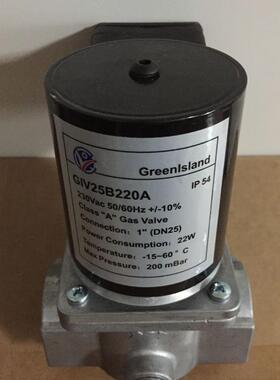 GreenIsland
GIV25B220A
IP 54
230Vac 50/60Hz +/-10%
Class "A" Gas Valve
Connection: 1" (DN25)
Power Consumption: 22W
Temperature: -15~60 ° C
Max Pressure: 200 mBar